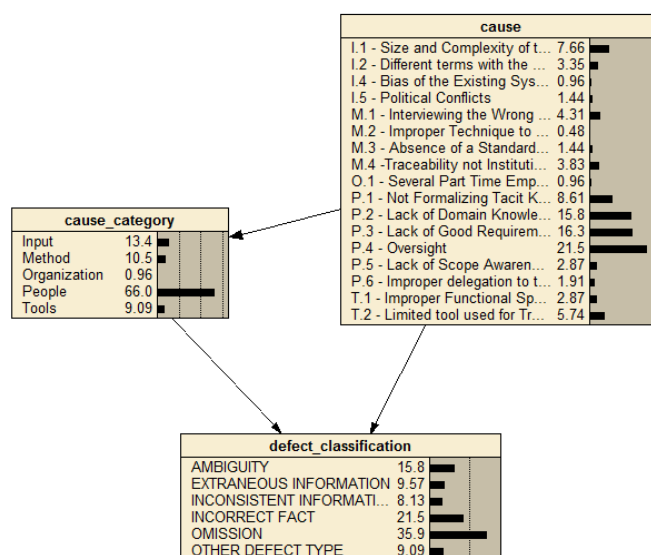 cause
I.1 - Size and Complexity of t... 7.66
I.2 - Different terms with the ... 3.35
I.4 - Bias of the Existing Sys... 0.96
I.5 - Political Conflicts 1.44
M.1 - Interviewing the Wrong ... 4.31
M.2 - Improper Technique to ... 0.48
M.3 - Absence of a Standard... 1.44
M.4 -Traceability not Instituti... 3.83
O.1 - Several Part Time Emp... 0.96
P.1 - Not Formalizing Tacit K... 8.61
P.2 - Lack of Domain Knowle... 15.8
P.3 - Lack of Good Requirem... 16.3
P.4 - Oversight 21.5
P.5 - Lack of Scope Awaren... 2.87
P.6 - Improper delegation to t... 1.91
T.1 - Improper Functional Sp... 2.87
T.2 - Limited tool used for Tr... 5.74
cause_category
Input 13.4
Method 10.5
Organization 0.96
People 66.0
Tools 9.09
defect_classification
AMBIGUITY 15.8
EXTRANEOUS INFORMATION 9.57
INCONSISTENT INFORMATI... 8.13
INCORRECT FACT 21.5
OMISSION 35.9
OTHER DEFECT TYPE 9.09